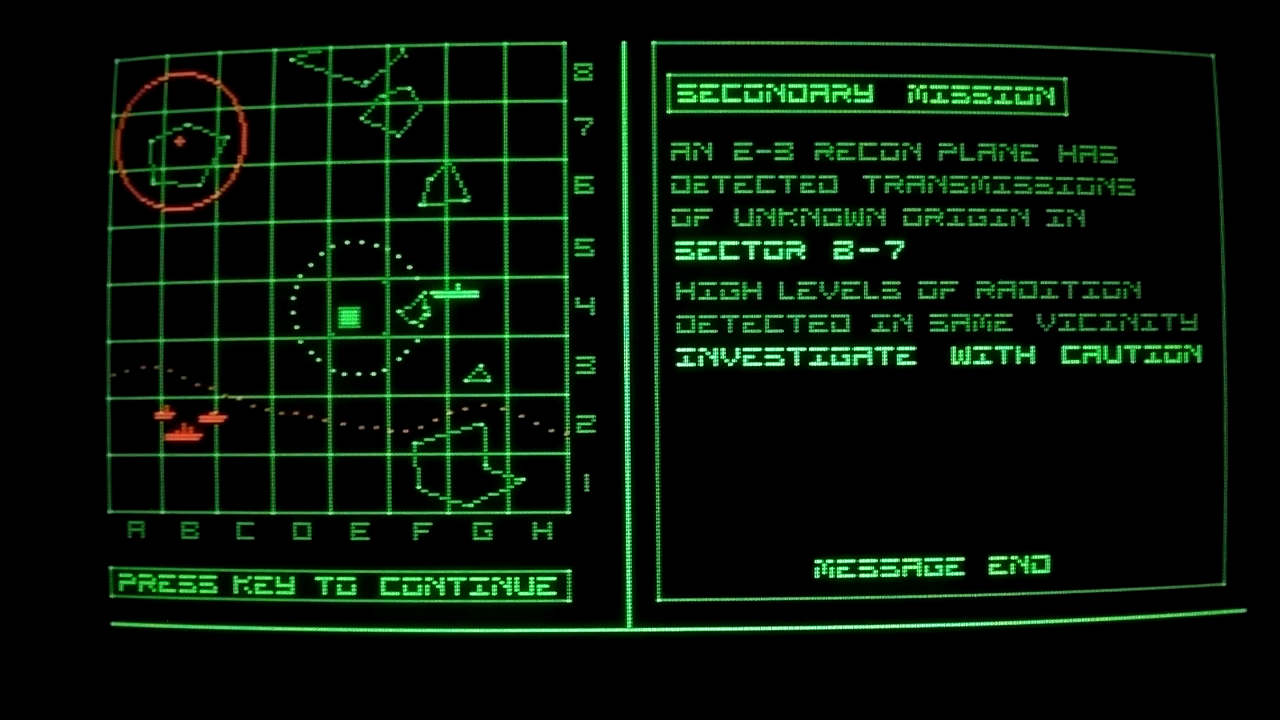 8
7
6
5
4
3
2
1
A B C D E F G H
PRESS KEY TO CONTINUE
SECONDARY MISSION
AN E-3 RECON PLANE HAS
DETECTED TRANSMISSIONS
OF UNKNOWN ORIGIN IN
SECTOR B-7
HIGH LEVELS OF RADITION
DETECTED IN SAME VICINITY
INVESTIGATE WITH CAUTION
MESSAGE END